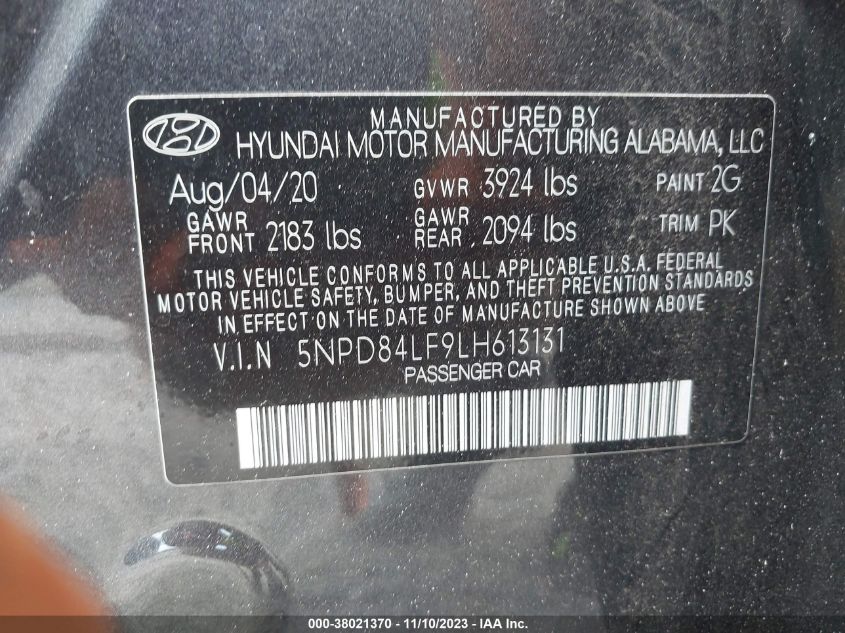 MANUFACTURED BY
HYUNDAI MOTOR MANUFACTURING ALABAMA, LLC
Aug/04/20 GVWR 3924 lbs PAINT 2G
GAWR FRONT 2183 lbs GAWR REAR 2094 lbs TRIM PK
THIS VEHICLE CONFORMS TO ALL APPLICABLE U.S.A. FEDERAL
MOTOR VEHICLE SAFETY, BUMPER, AND THEFT PREVENTION STANDARDS
IN EFFECT ON THE DATE OF MANUFACTURE SHOWN ABOVE
V.I.N 5NPD84LF9LH613131
PASSENGER CAR
000-38021370 - 11/10/2023 - Copyright © 2023 IAA, Inc.